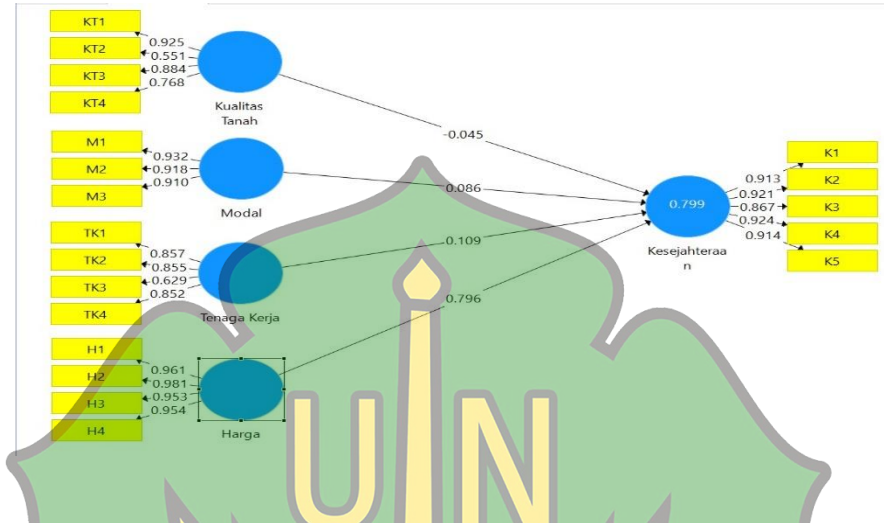 KT1
KT2
KT3
KT4
0.925
0.551
0.884
0.768
Kualitas
Tanah
-0.045
M1
M2
M3
0.932
0.918
0.910
Modal
0.086
TK1
TK2
TK3
TK4
0.857
0.855
0.629
0.852
Tenaga Kerja
0.109
H1
H2
H3
H4
0.961
0.981
0.953
0.954
Harga
0.796
0.799
Kesejahteraa
n
0.913
0.921
0.867
0.924
0.914
K1
K2
K3
K4
K5
UIN